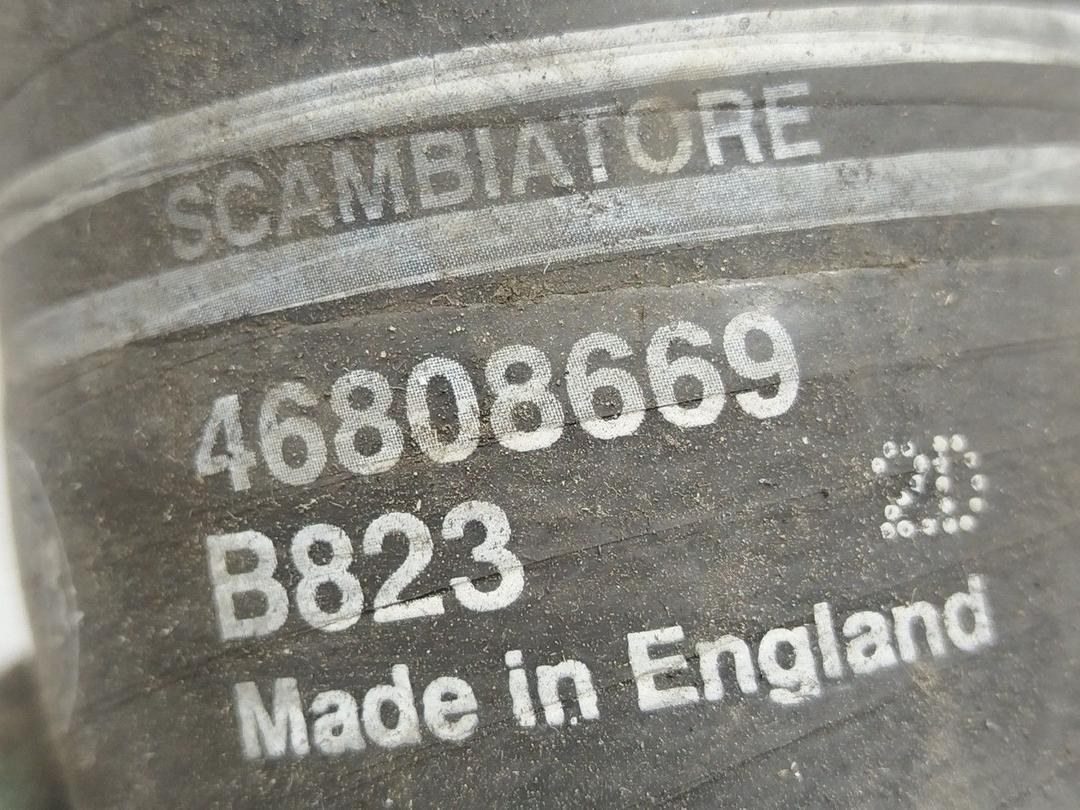 SCAMBIATORE
46808669
B823
20
Made in England